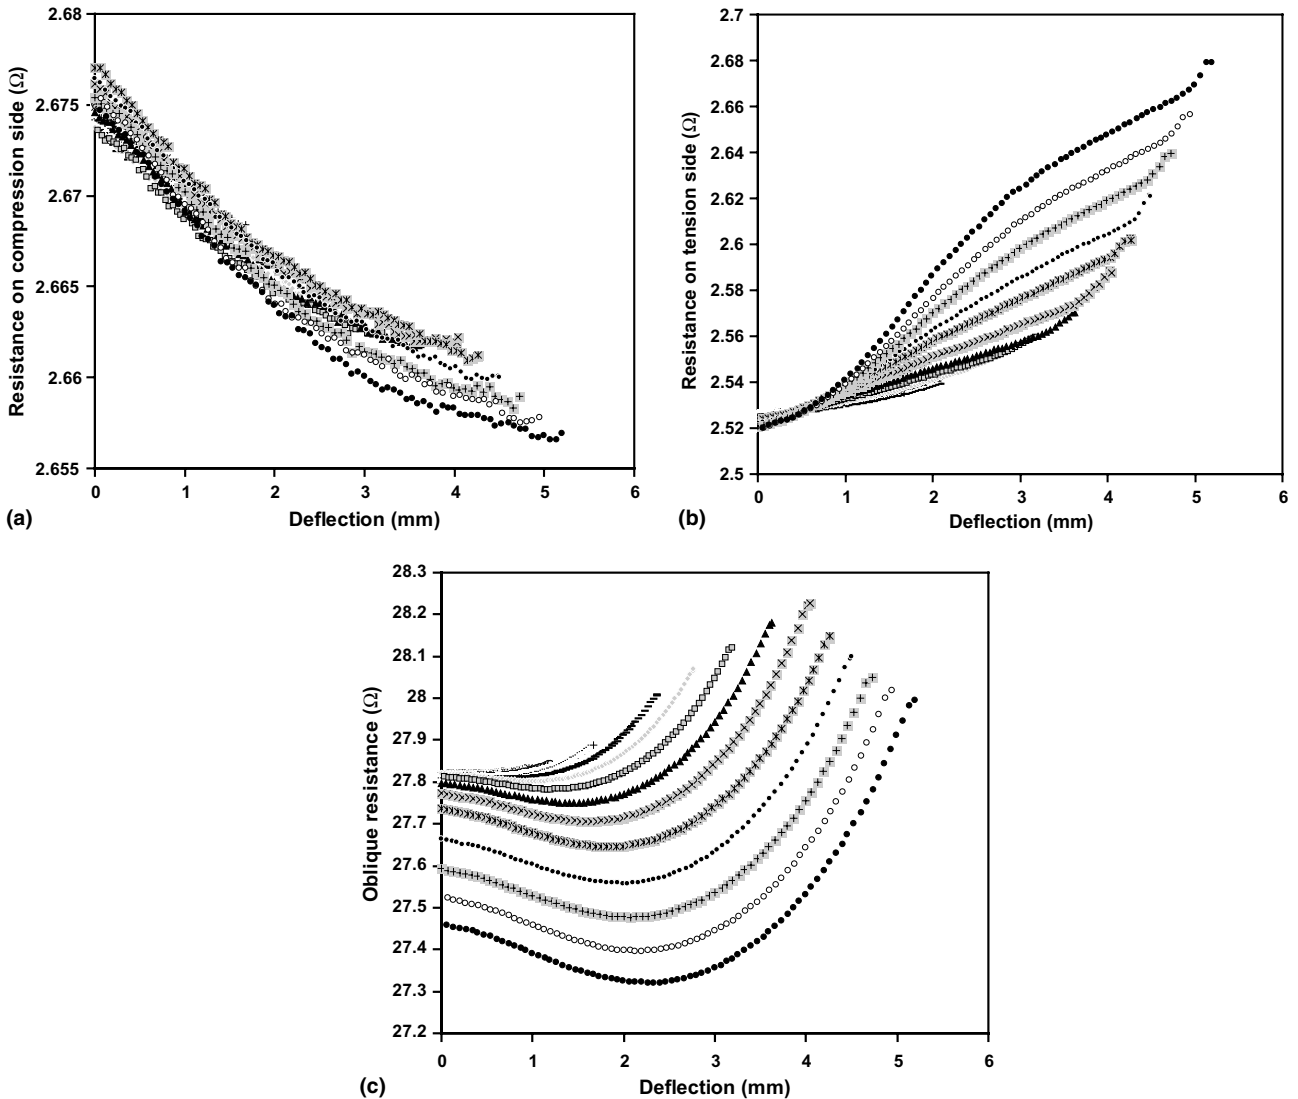 2.68
2.675
2.67
2.665
2.66
2.655
0 1 2 3 4 5 6
Resistance on compression side (Ω)
Deflection (mm)
(a)
2.7
2.68
2.66
2.64
2.62
2.6
2.58
2.56
2.54
2.52
2.5
0 1 2 3 4 5 6
Resistance on tension side (Ω)
Deflection (mm)
(b)
28.3
28.2
28.1
28
27.9
27.8
27.7
27.6
27.5
27.4
27.3
27.2
0 1 2 3 4 5 6
Oblique resistance (Ω)
Deflection (mm)
(c)